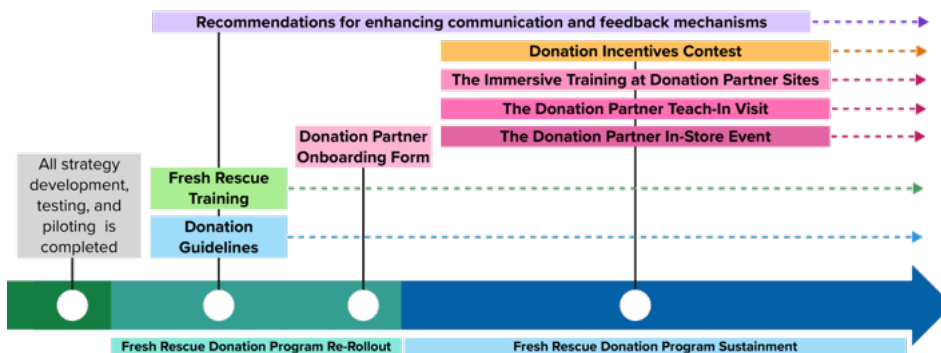 Recommendations for enhancing communication and feedback mechanisms
Donation Incentives Contest
The Immersive Training at Donation Partner Sites
The Donation Partner Teach-In Visit
The Donation Partner In-Store Event
Donation Partner
Onboarding Form
All strategy
development,
testing, and
piloting is
completed
Fresh Rescue
Training
Donation
Guidelines
Fresh Rescue Donation Program Re-Rollout
Fresh Rescue Donation Program Sustainment